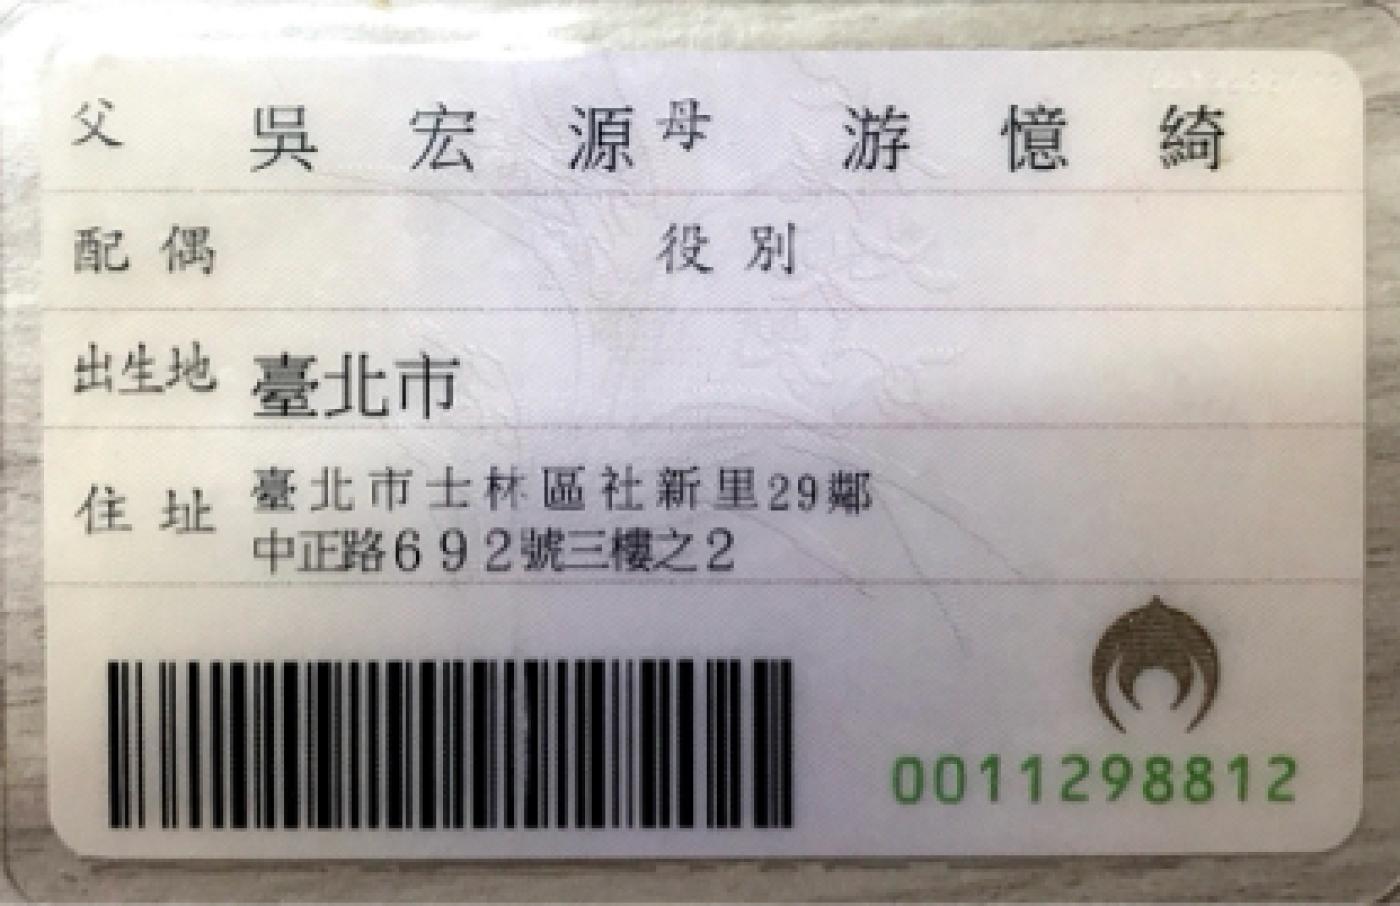 父 吳宏源 母 游憶綺
配偶 役別
出生地 臺北市
住址 臺北市士林區社新里29鄰
中正路692號三樓之2
0011298812